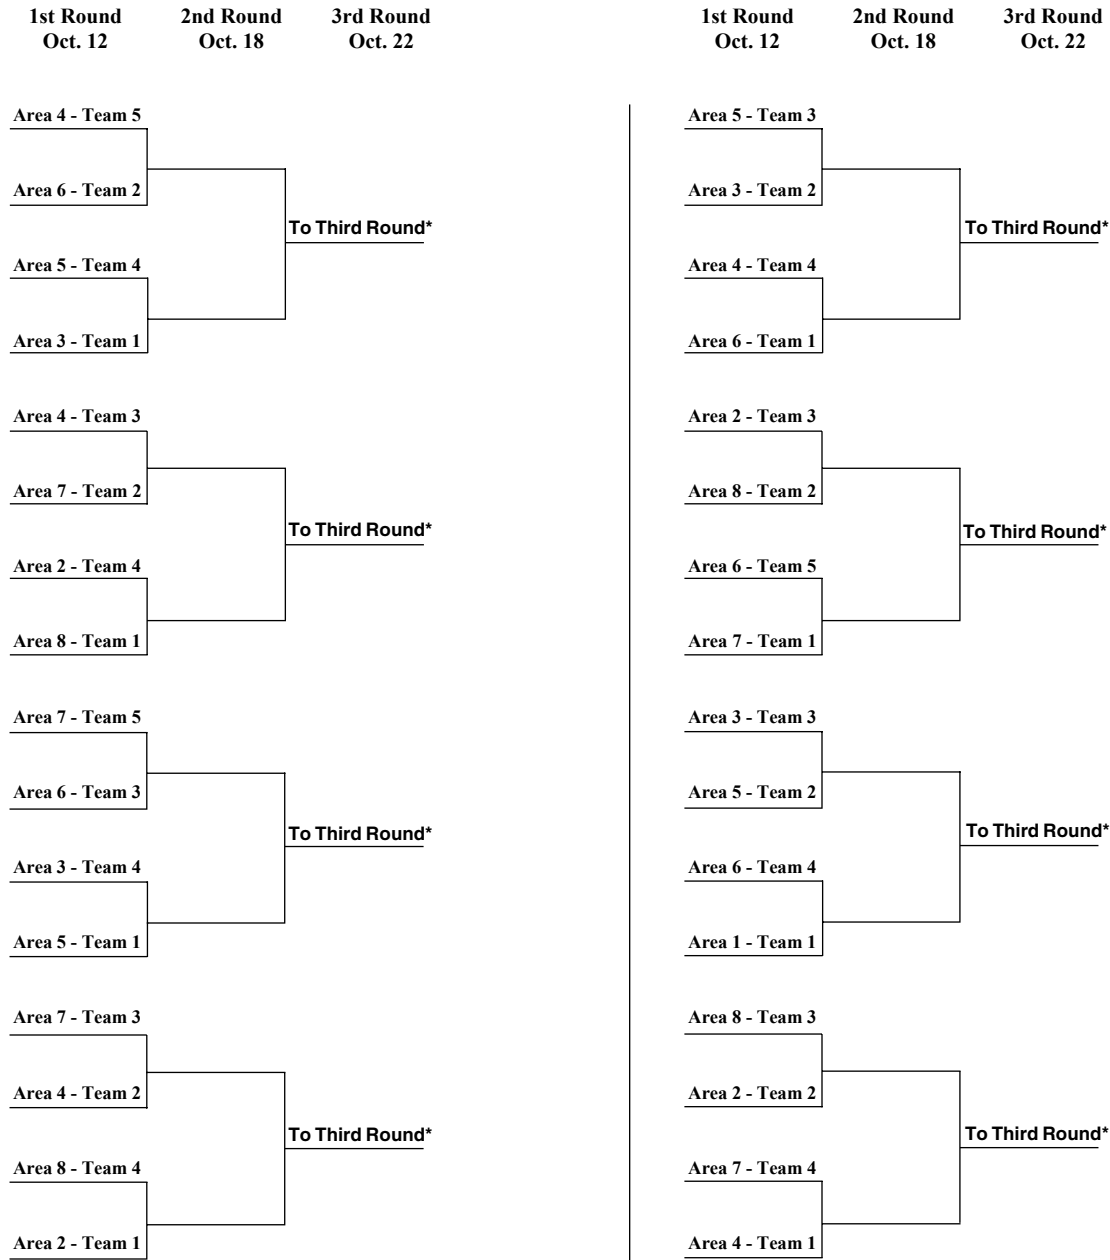 1st Round
Oct. 12
2nd Round
Oct. 18
3rd Round
Oct. 22
Area 4 - Team 5
Area 6 - Team 2
To Third Round*
Area 5 - Team 4
Area 3 - Team 1
Area 4 - Team 3
Area 7 - Team 2
To Third Round*
Area 2 - Team 4
Area 8 - Team 1
Area 7 - Team 5
Area 6 - Team 3
To Third Round*
Area 3 - Team 4
Area 5 - Team 1
Area 7 - Team 3
Area 4 - Team 2
To Third Round*
Area 8 - Team 4
Area 2 - Team 1
1st Round
Oct. 12
2nd Round
Oct. 18
3rd Round
Oct. 22
Area 5 - Team 3
Area 3 - Team 2
To Third Round*
Area 4 - Team 4
Area 6 - Team 1
Area 2 - Team 3
Area 8 - Team 2
To Third Round*
Area 6 - Team 5
Area 7 - Team 1
Area 3 - Team 3
Area 5 - Team 2
To Third Round*
Area 6 - Team 4
Area 1 - Team 1
Area 8 - Team 3
Area 2 - Team 2
To Third Round*
Area 7 - Team 4
Area 4 - Team 1